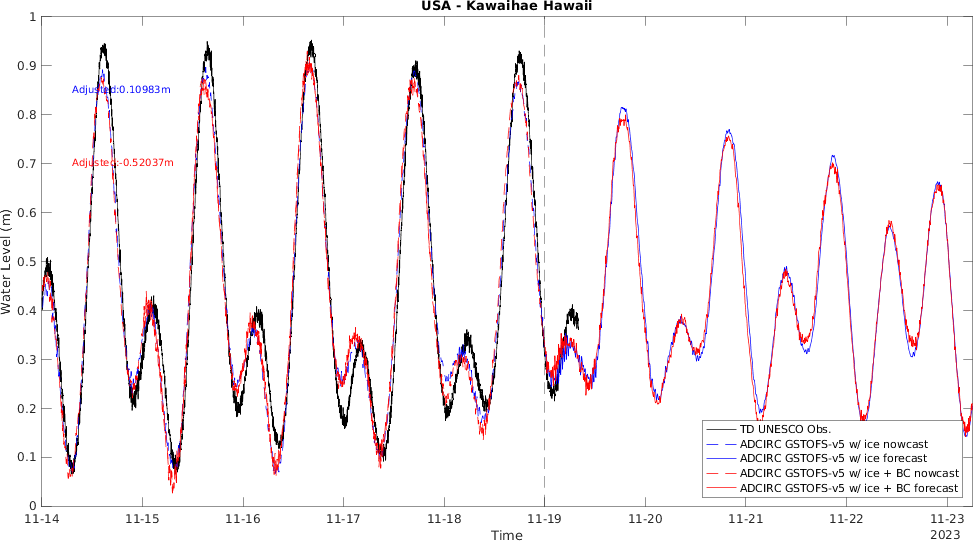 USA - Kawaihae Hawaii
1
0.9
0.8
0.7
0.6
0.5
0.4
0.3
0.2
0.1
0
Water Level (m)
Adjusted:0.10983m
Adjusted:-0.52037m
TD UNESCO Obs.
ADCIRC GSTOFS-v5 w/ ice nowcast
ADCIRC GSTOFS-v5 w/ ice forecast
ADCIRC GSTOFS-v5 w/ ice + BC nowcast
ADCIRC GSTOFS-v5 w/ ice + BC forecast
11-14 11-15 11-16 11-17 11-18 11-19 11-20 11-21 11-22 11-23
Time
2023